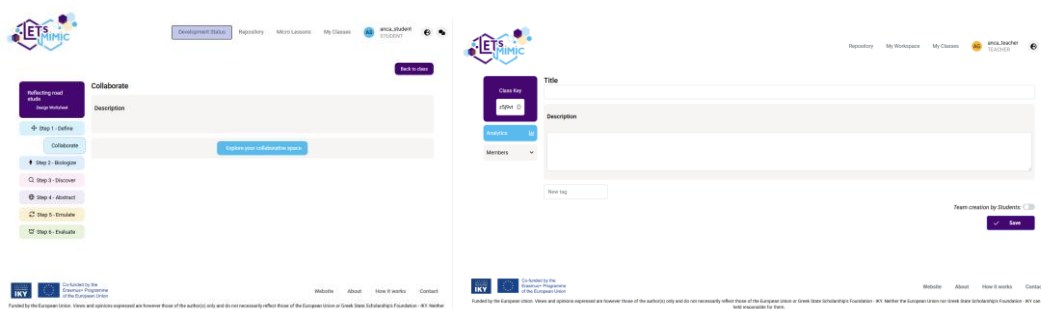 LETS MIMIC
Development Status Repository Micro Lessons My Classes AG anca_student STUDENT
Back to class
Reflecting road studs
Design Worksheet
Collaborate
Description
Step 1 - Define
Collaborate
Explore your collaborative space
Step 2 - Biologize
Step 3 - Discover
Step 4 - Abstract
Step 5 - Emulate
Step 6 - Evaluate
IKY
Co-funded by the
Erasmus+ Programme
of the European Union
Website About How it works Contact
Funded by the European Union. Views and opinions expressed are however those of the author(s) only and do not necessarily reflect those of the European Union or Greek State Scholarship's Foundation - IKY. Neither
LETS MIMIC
Repository My Workspace My Classes AG anca_teacher TEACHER
Class Key
Analytics
Members
Title
Description
New tag
Team creation by Students:
Save
IKY
Co-funded by the
Erasmus+ Programme
of the European Union
Website About How it works Contac
Funded by the European Union. Views and opinions expressed are however those of the author(s) only and do not necessarily reflect those of the European Union or Greek State Scholarship's Foundation - IKY. Neither the European Union nor Greek State Scholarship's Foundation - IKY can
held responsible for them.